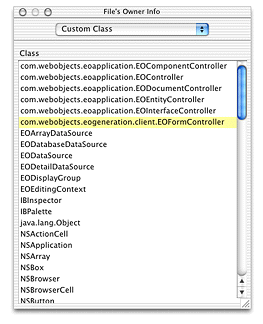 File's Owner Info
Custom Class
Class
com.webobjects.eoapplication.EOComponentController
com.webobjects.eoapplication.EOController
com.webobjects.eoapplication.EODocumentController
com.webobjects.eoapplication.EOEntityController
com.webobjects.eoapplication.EOInterfaceController
com.webobjects.eogeneration.client.EOFormController
EOArrayDataSource
EODatabaseDataSource
EODataSource
EODetailDataSource
EODisplayGroup
EOEditingContext
IBInspector
IBPalette
java.lang.Object
NSActionCell
NSApplication
NSArray
NSBox
NSBrowser
NSBrowserCell
NSButton